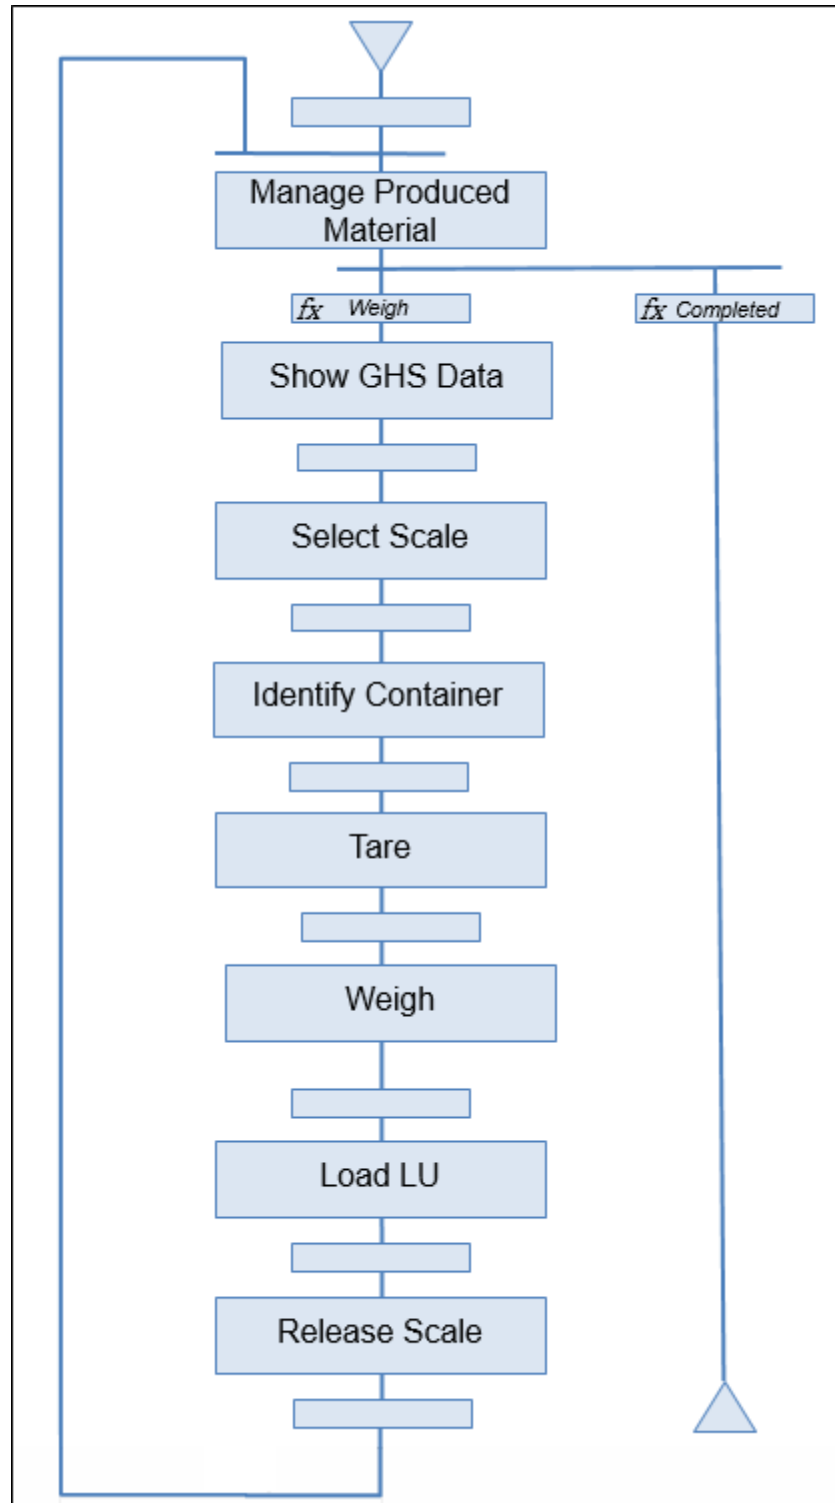 Manage Produced
Material
fx Weigh
fx Completed
Show GHS Data
Select Scale
Identify Container
Tare
Weigh
Load LU
Release Scale